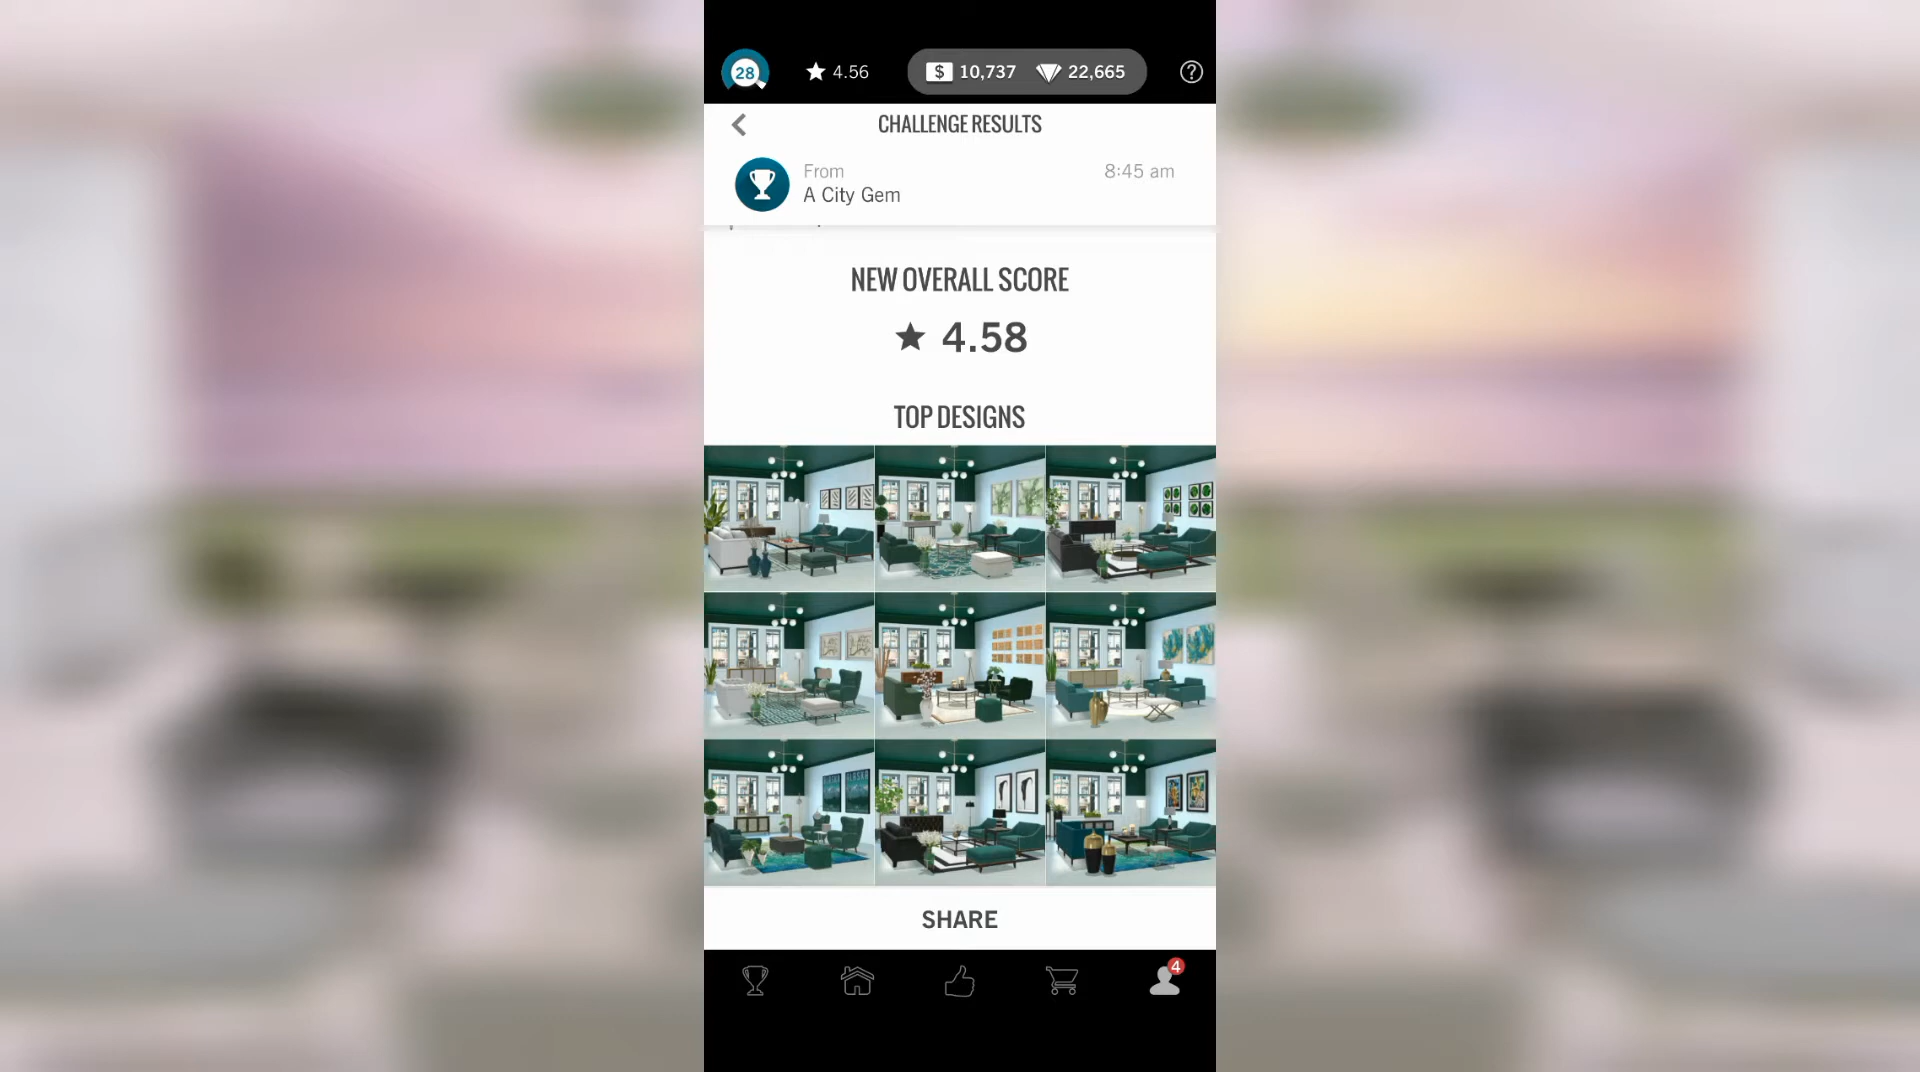 28
4.56
$ 10,737
22,665
?
CHALLENGE RESULTS
From
8:45 am
A City Gem
NEW OVERALL SCORE
4.58
TOP DESIGNS
ALASKA
SHARE
4